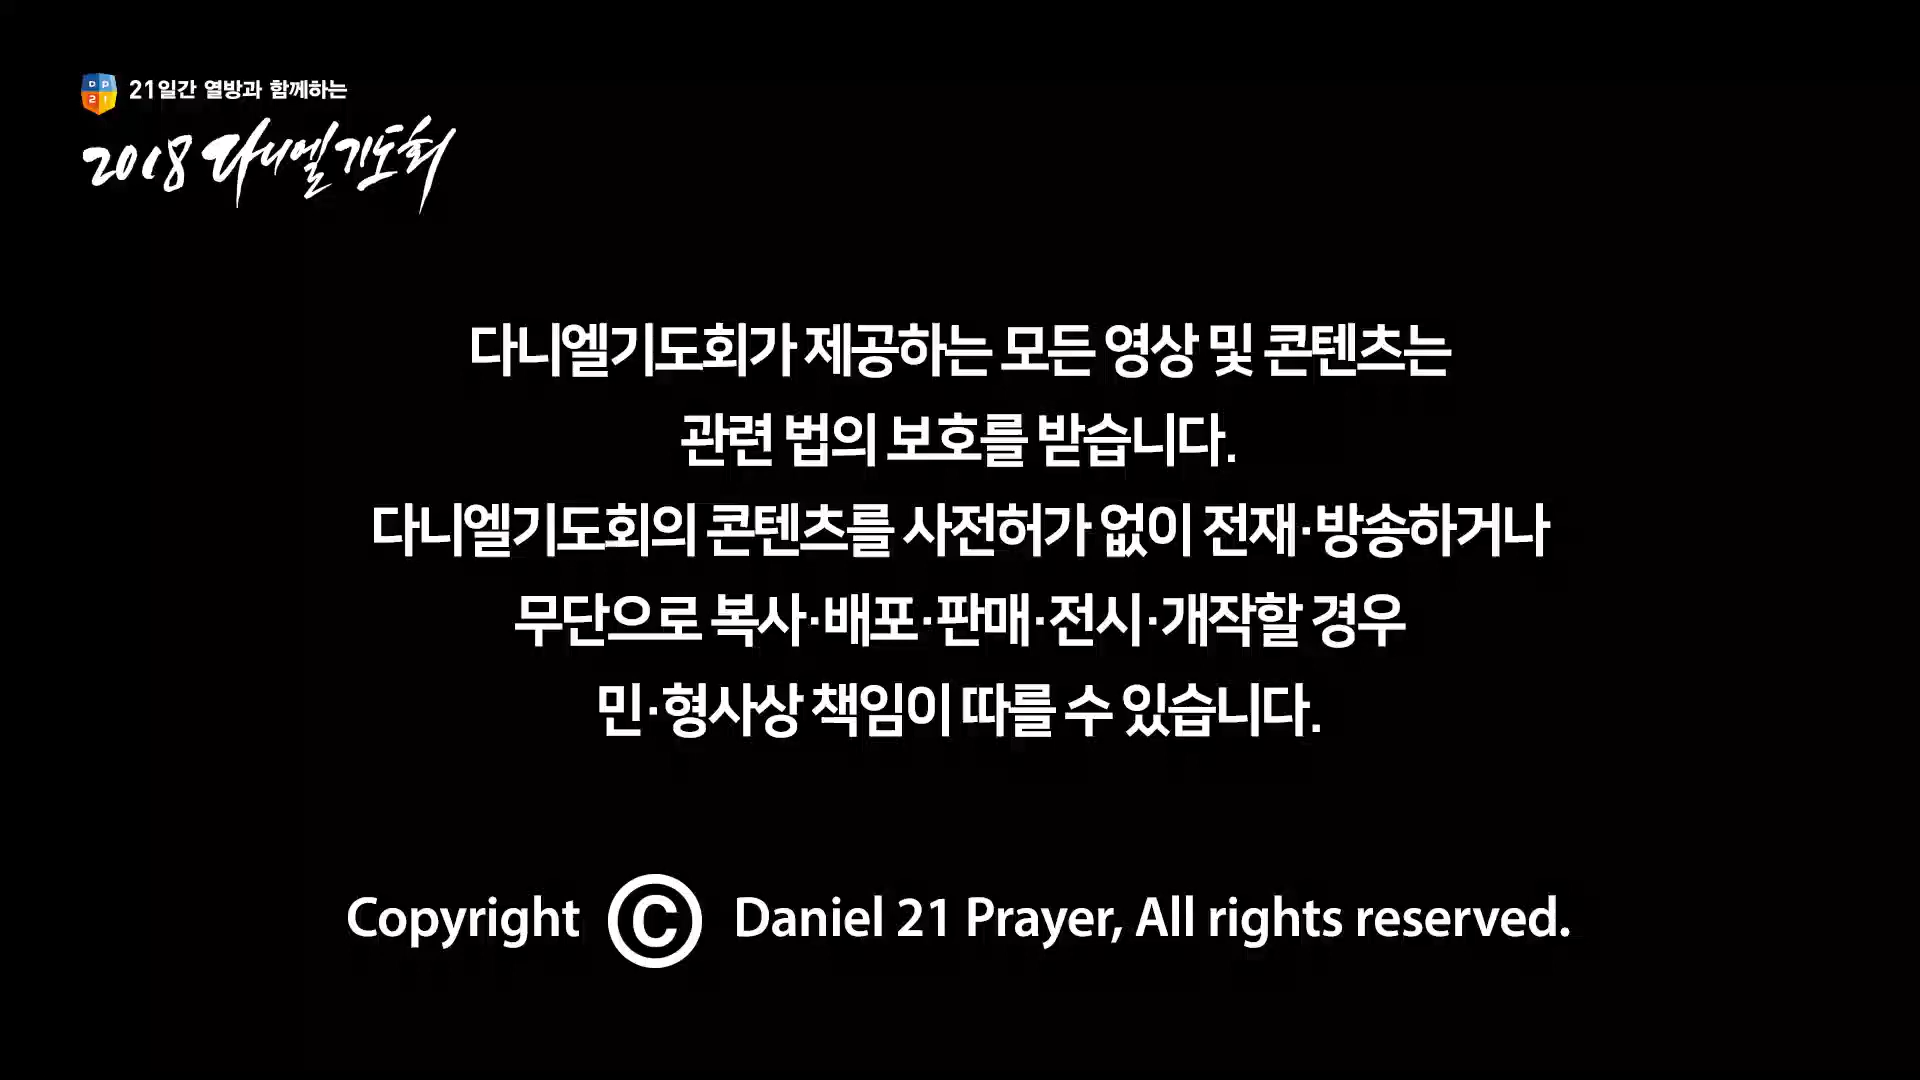 DP
21
21일간 열방과 함께하는
2018 다니엘기도회
다니엘기도회가 제공하는 모든 영상 및 콘텐츠는
관련 법의 보호를 받습니다.
다니엘기도회의 콘텐츠를 사전허가 없이 전재·방송하거나
무단으로 복사·배포·판매·전시·개작할 경우
민·형사상 책임이 따를 수 있습니다.
Copyright © Daniel 21 Prayer, All rights reserved.